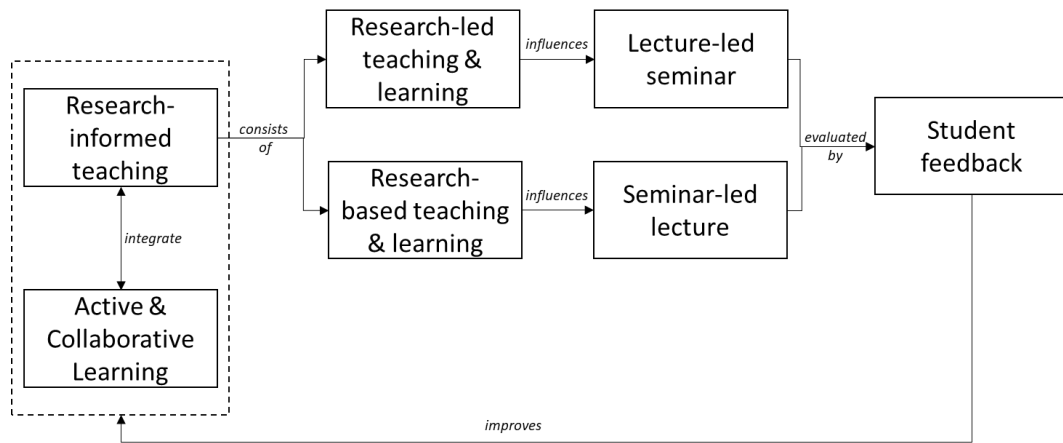 Research-
informed
teaching
integrate
Active &
Collaborative
Learning
consists
of
Research-led
teaching &
learning
influences
Lecture-led
seminar
Research-
based teaching
& learning
influences
Seminar-led
lecture
evaluated
by
Student
feedback
improves